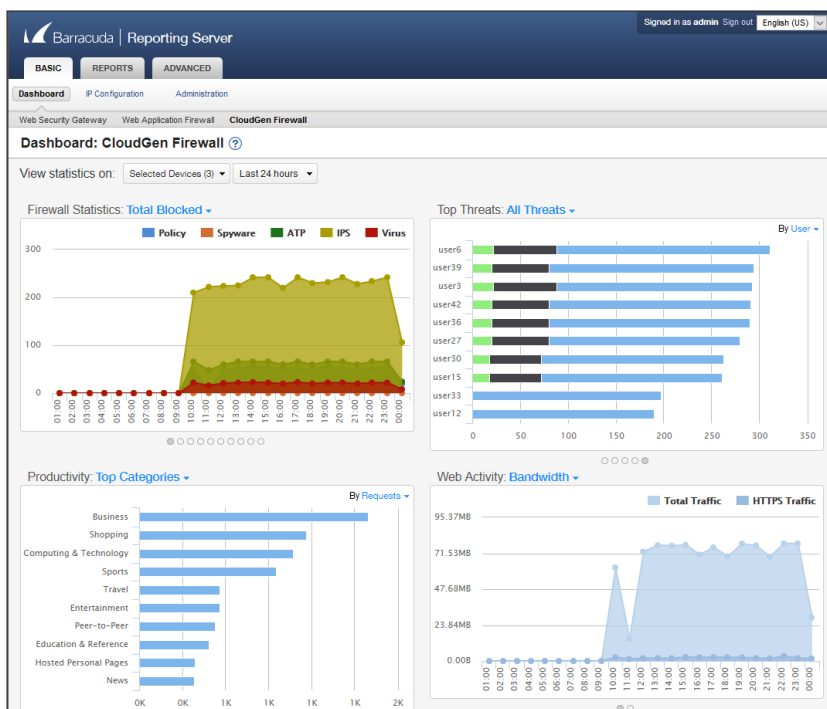 Signed in as admin Sign out English (US)
Barracuda | Reporting Server
BASIC REPORTS ADVANCED
Dashboard IP Configuration Administration
Web Security Gateway Web Application Firewall CloudGen Firewall
Dashboard: CloudGen Firewall ?
View statistics on: Selected Devices (3) Last 24 hours
Firewall Statistics: Total Blocked
Policy Spyware ATP IPS Virus
300
200
100
0
01:00 02:00 03:00 04:00 05:00 06:00 07:00 08:00 09:00 10:00 11:00 12:00 13:00 14:00 15:00 16:00 17:00 18:00 19:00 20:00 21:00 22:00 23:00 00:00
Top Threats: All Threats
By User
user6
user39
user3
user42
user36
user27
user30
user15
user33
user12
0 50 100 150 200 250 300 350
Productivity: Top Categories
By Requests
Business
Shopping
Computing & Technology
Sports
Travel
Entertainment
Peer-to-Peer
Education & Reference
Hosted Personal Pages
News
0K 0K 1K 1K 1K 1K 2K
Web Activity: Bandwidth
Total Traffic HTTPS Traffic
95.37MB
71.53MB
47.68MB
23.84MB
0.00B
01:00 02:00 03:00 04:00 05:00 06:00 07:00 08:00 09:00 10:00 11:00 12:00 13:00 14:00 15:00 16:00 17:00 18:00 19:00 20:00 21:00 22:00 23:00 00:00